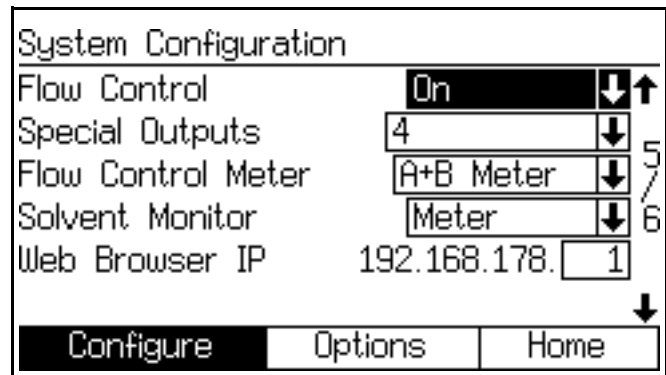 System Configuration
Flow Control On
Special Outputs 4
Flow Control Meter A+B Meter
Solvent Monitor Meter
Web Browser IP 192.168.178. 1
5/6
Configure Options Home